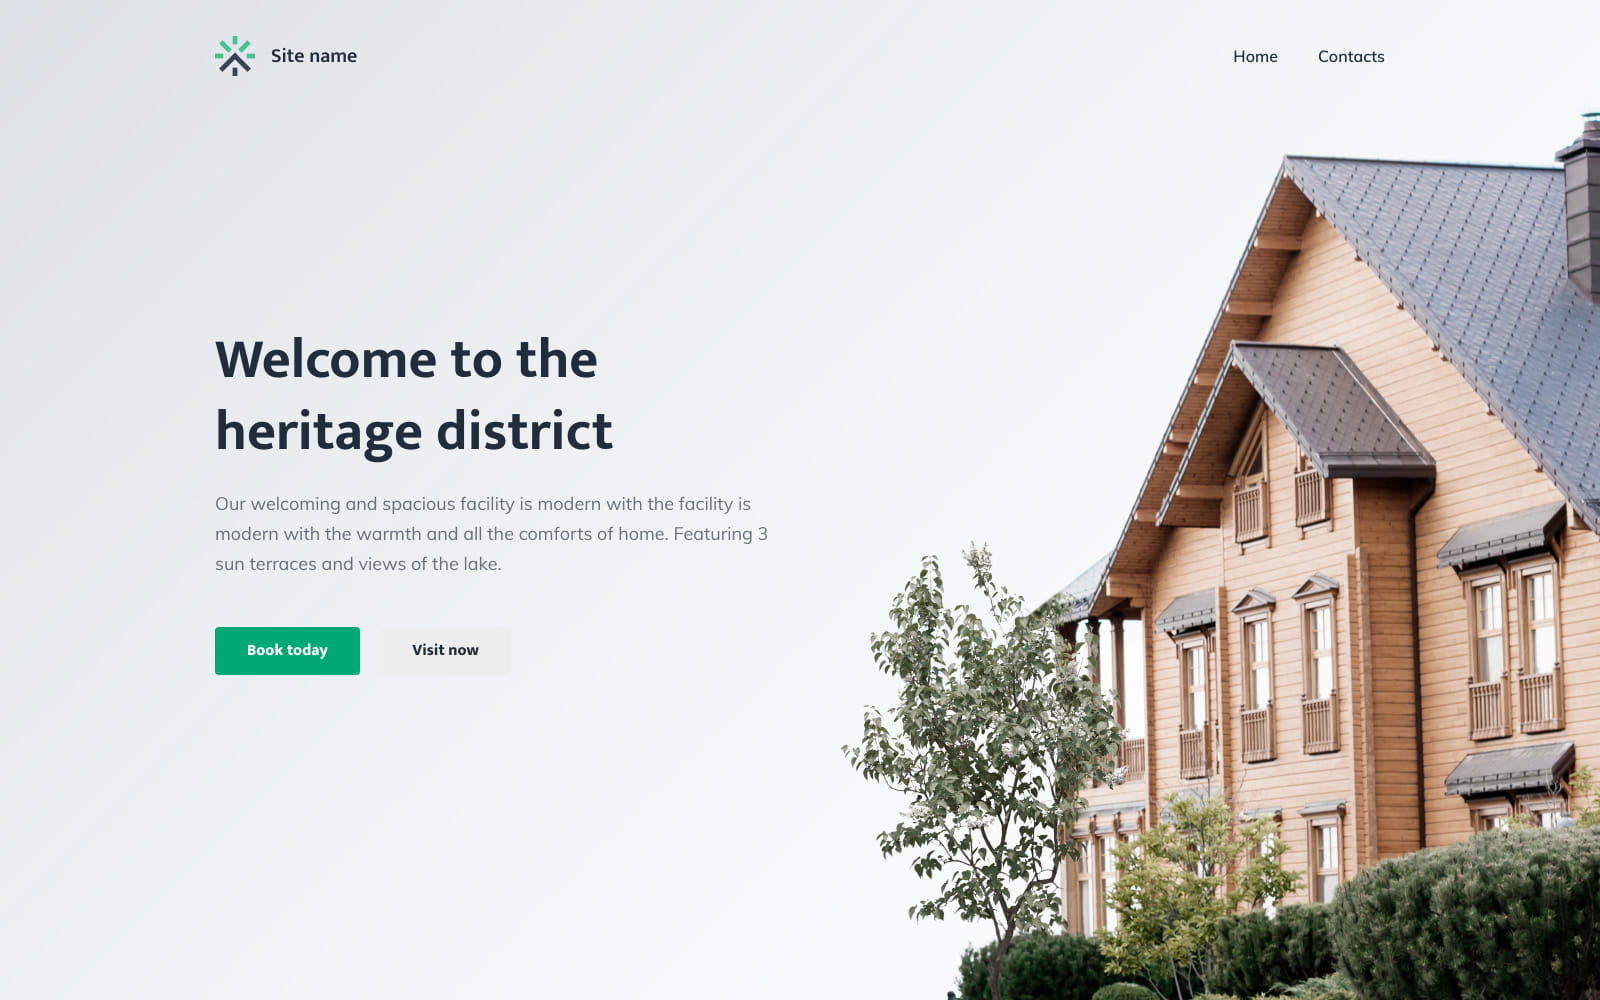 Site name
Home
Contacts
Welcome to the
heritage district
Our welcoming and spacious facility is modern with the facility is
modern with the warmth and all the comforts of home. Featuring 3
sun terraces and views of the lake.
Book today
Visit now